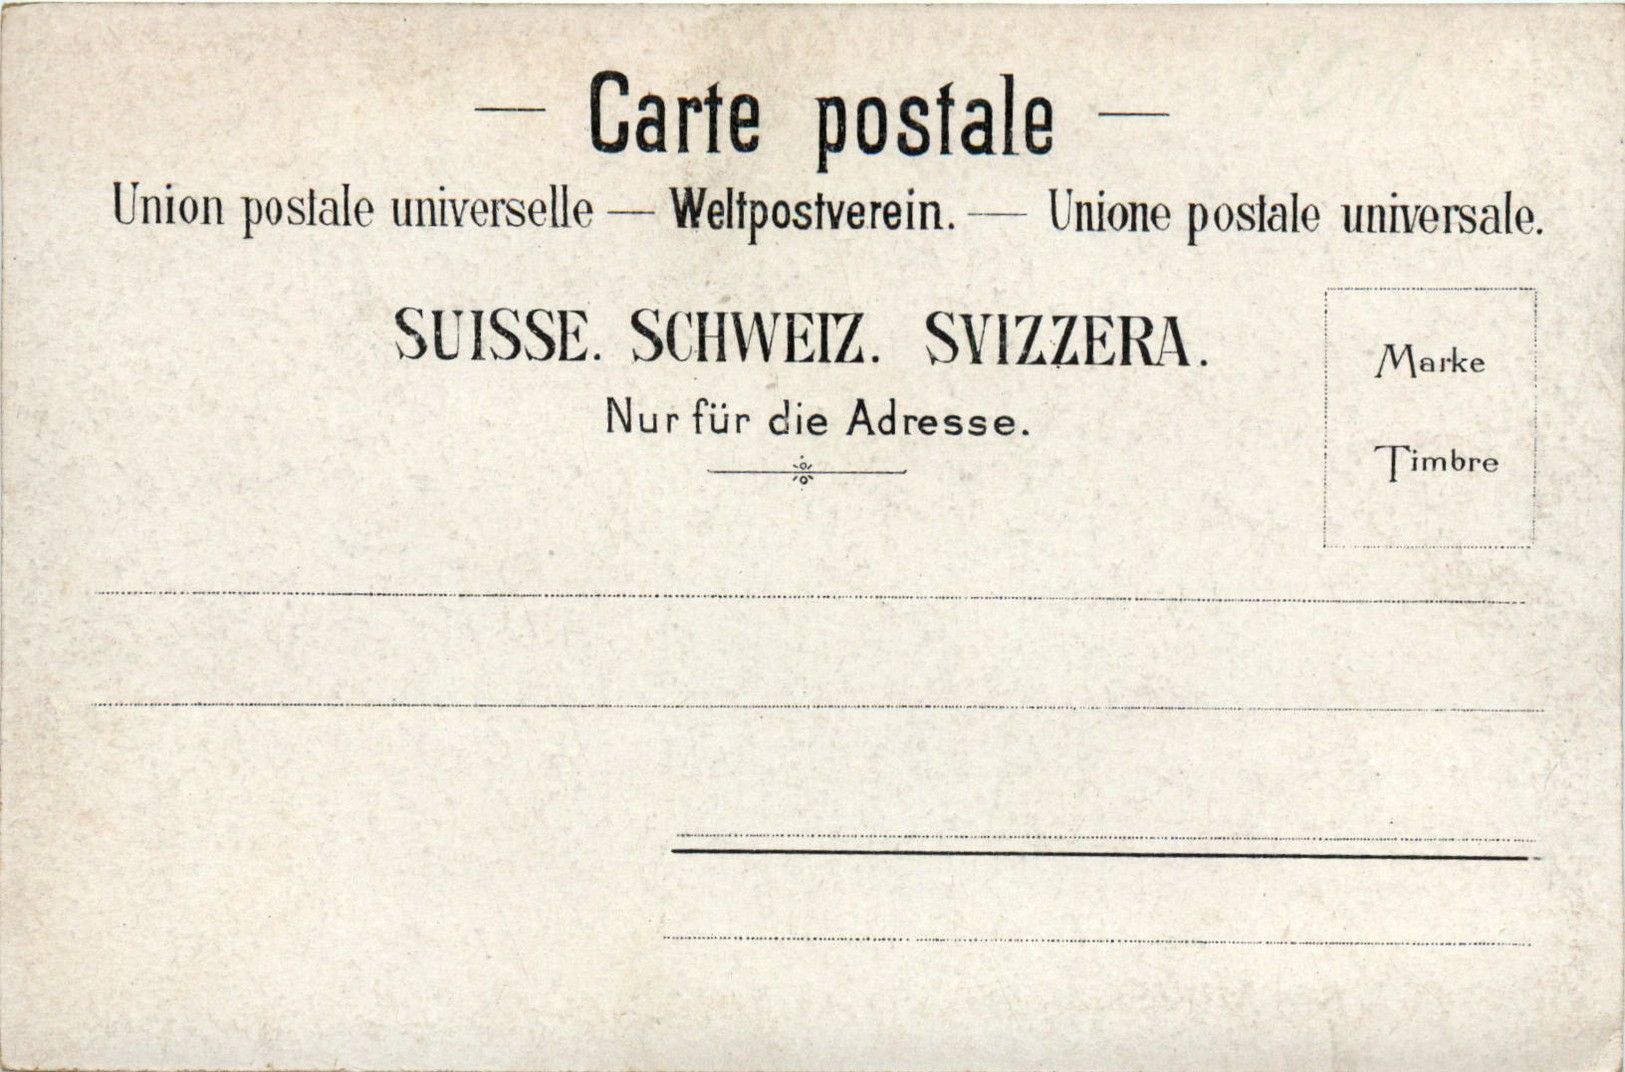 — Carte postale —
Union postale universelle — Weltpostverein. — Unione postale universale.
SUISSE. SCHWEIZ. SVIZZERA.
Nur für die Adresse.
Marke
Timbre